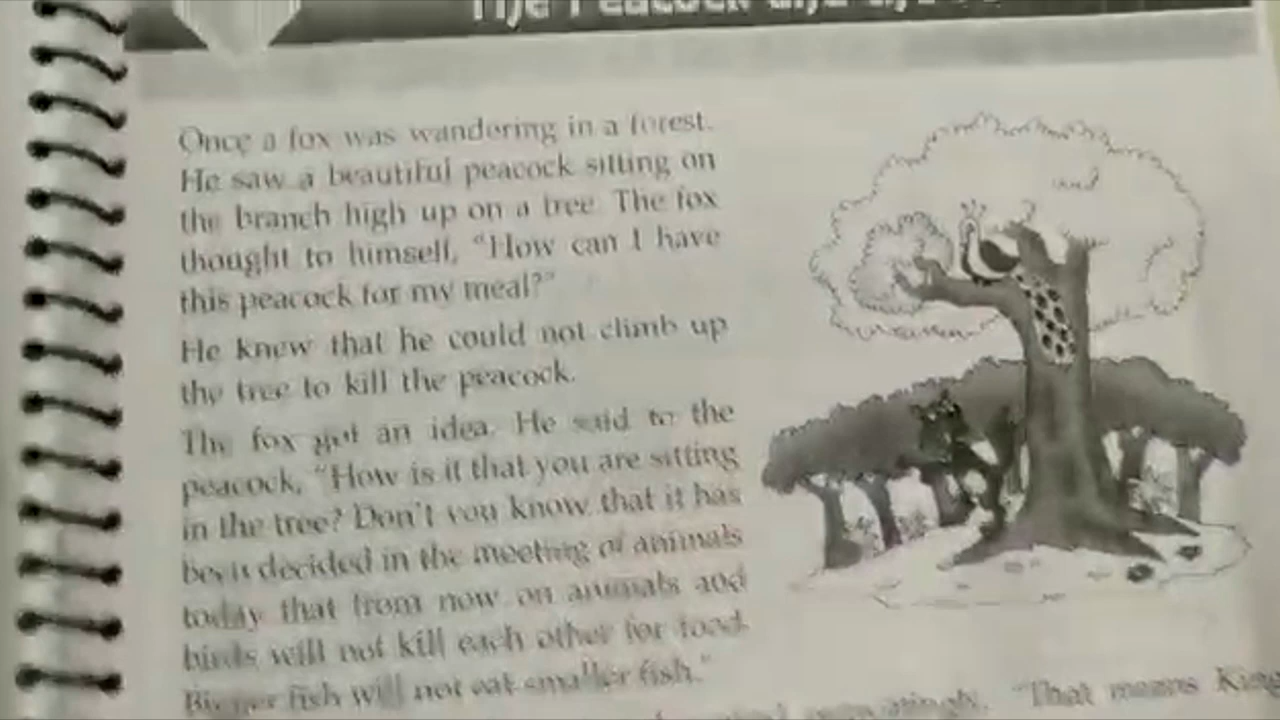 The Peacock and the
Once a fox was wandering in a forest.
He saw a beautiful peacock sitting on
the branch high up on a tree. The fox
thought to himself, "How can I have
this peacock for my meal?"
He knew that he could not climb up
the tree to kill the peacock.
The fox got an idea. He said to the
peacock, "How is it that you are sitting
in the tree? Don't you know that it has
been decided in the meeting of animals
today that from now on animals and
birds will not kill each other for food.
Bigger fish will not eat smaller fish."
"That means King